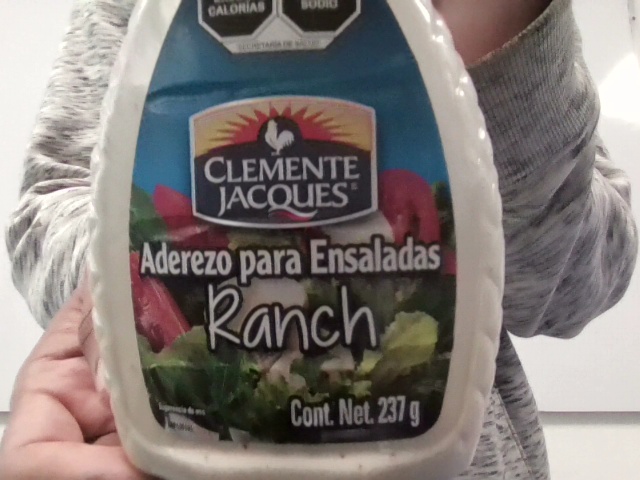 CALORÍAS
SODIO
SECRETARÍA DE SALUD
CLEMENTE
JACQUES
Aderezo para Ensaladas
Ranch
Cont. Net. 237 g